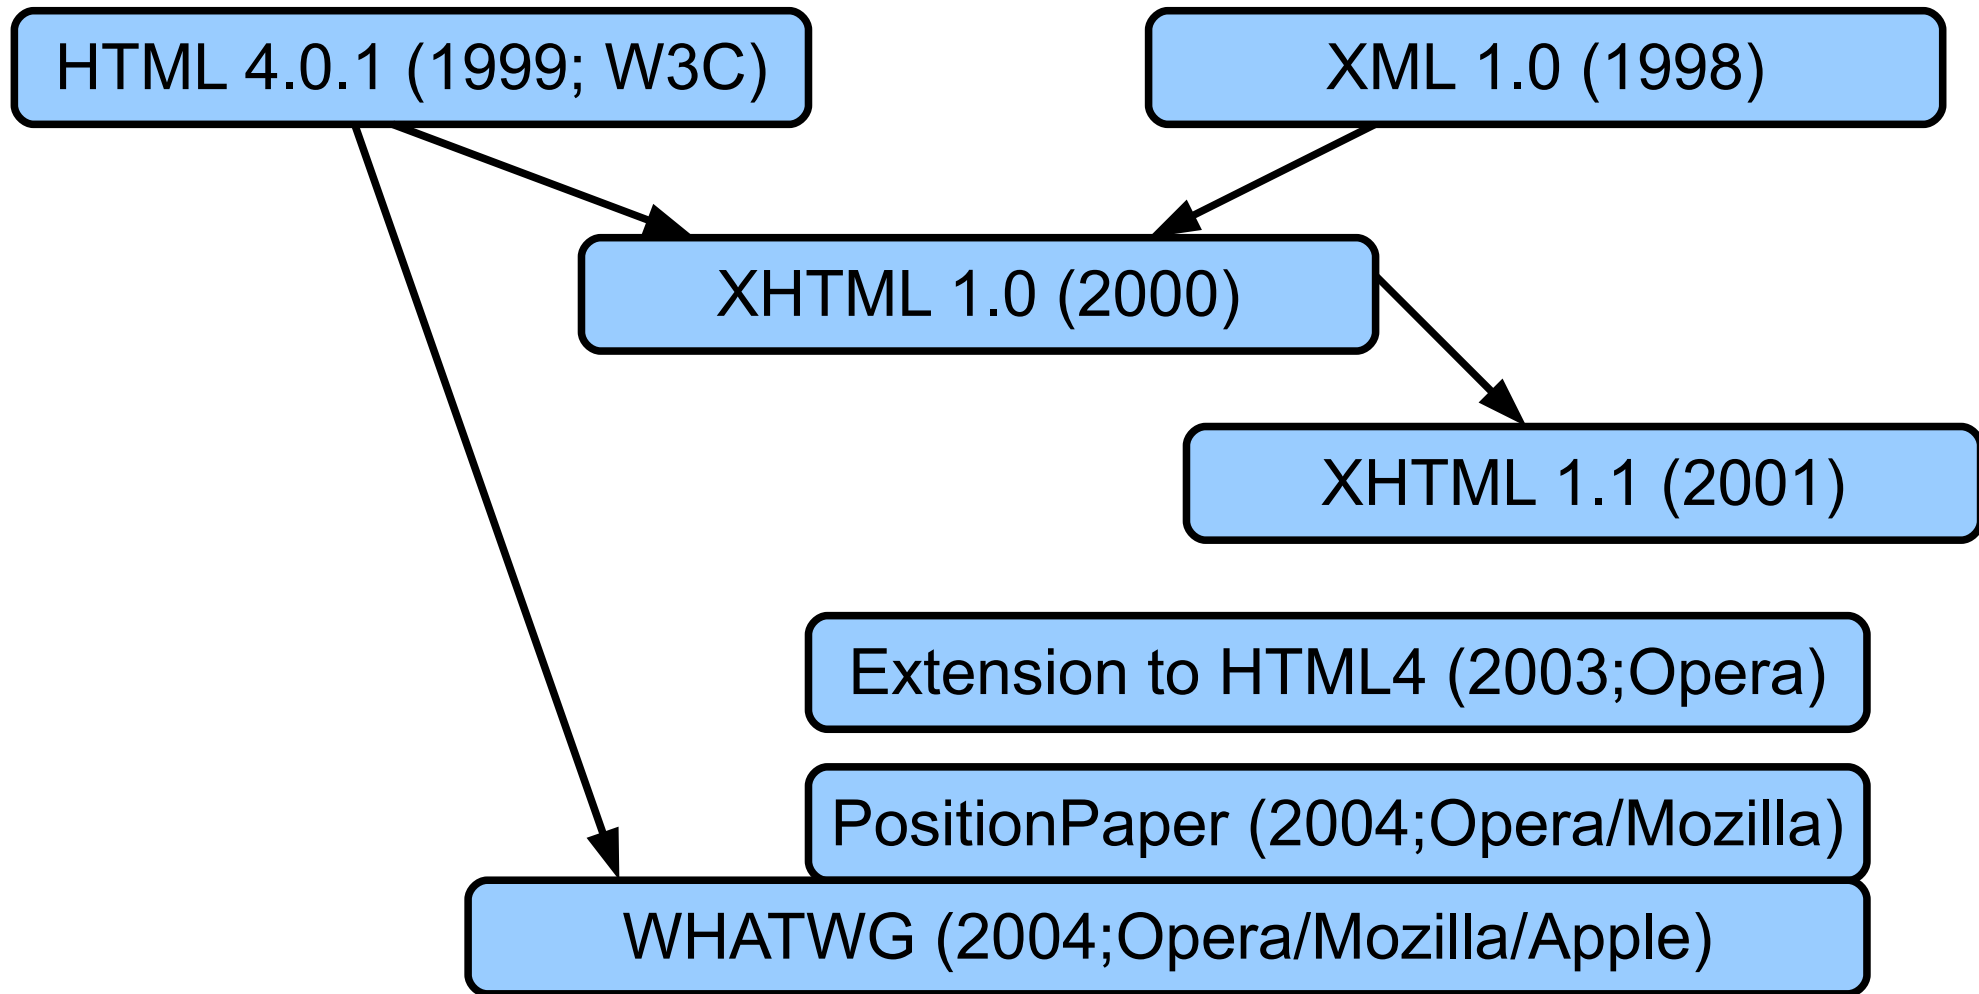 HTML 4.0.1 (1999; W3C)
XML 1.0 (1998)
XHTML 1.0 (2000)
XHTML 1.1 (2001)
Extension to HTML4 (2003;Opera)
PositionPaper (2004;Opera/Mozilla)
WHATWG (2004;Opera/Mozilla/Apple)